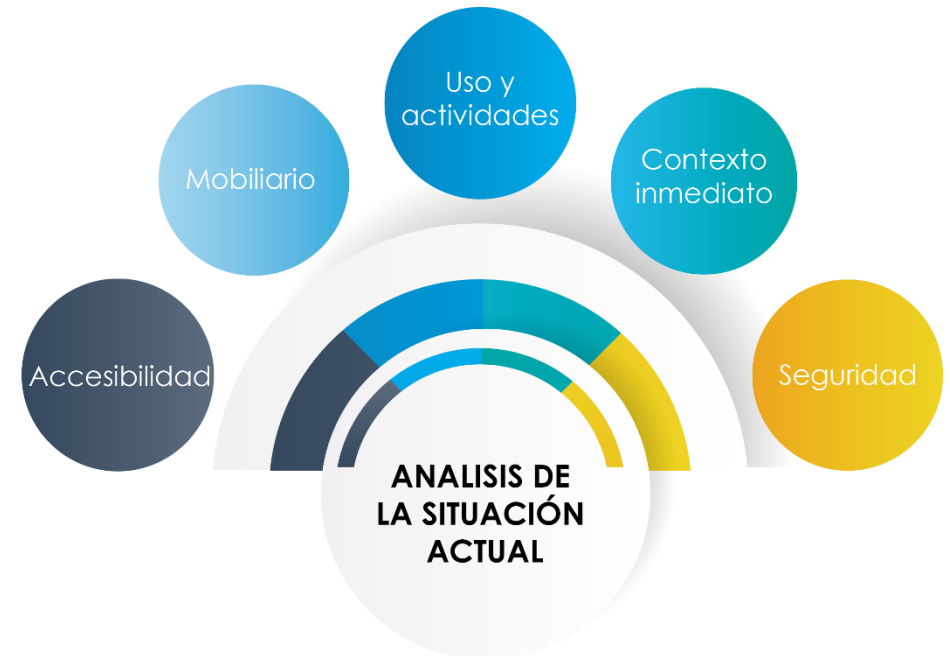 Uso y
actividades
Mobiliario
Contexto
inmediato
Accesibilidad
Seguridad
ANALISIS DE
LA SITUACIÓN
ACTUAL